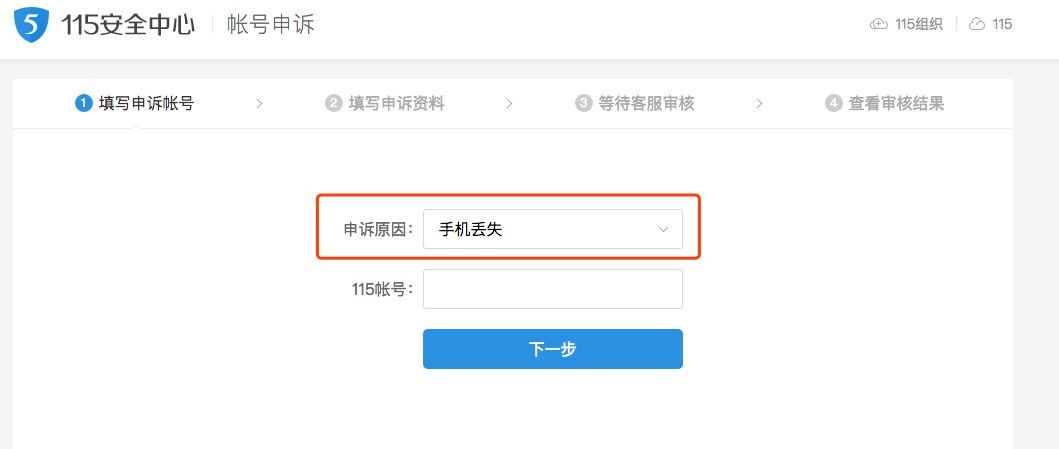 115安全中心 帐号申诉 115组织 115
1 填写申诉帐号 2 填写申诉资料 3 等待客服审核 4 查看审核结果
申诉原因： 手机丢失
115帐号：
下一步